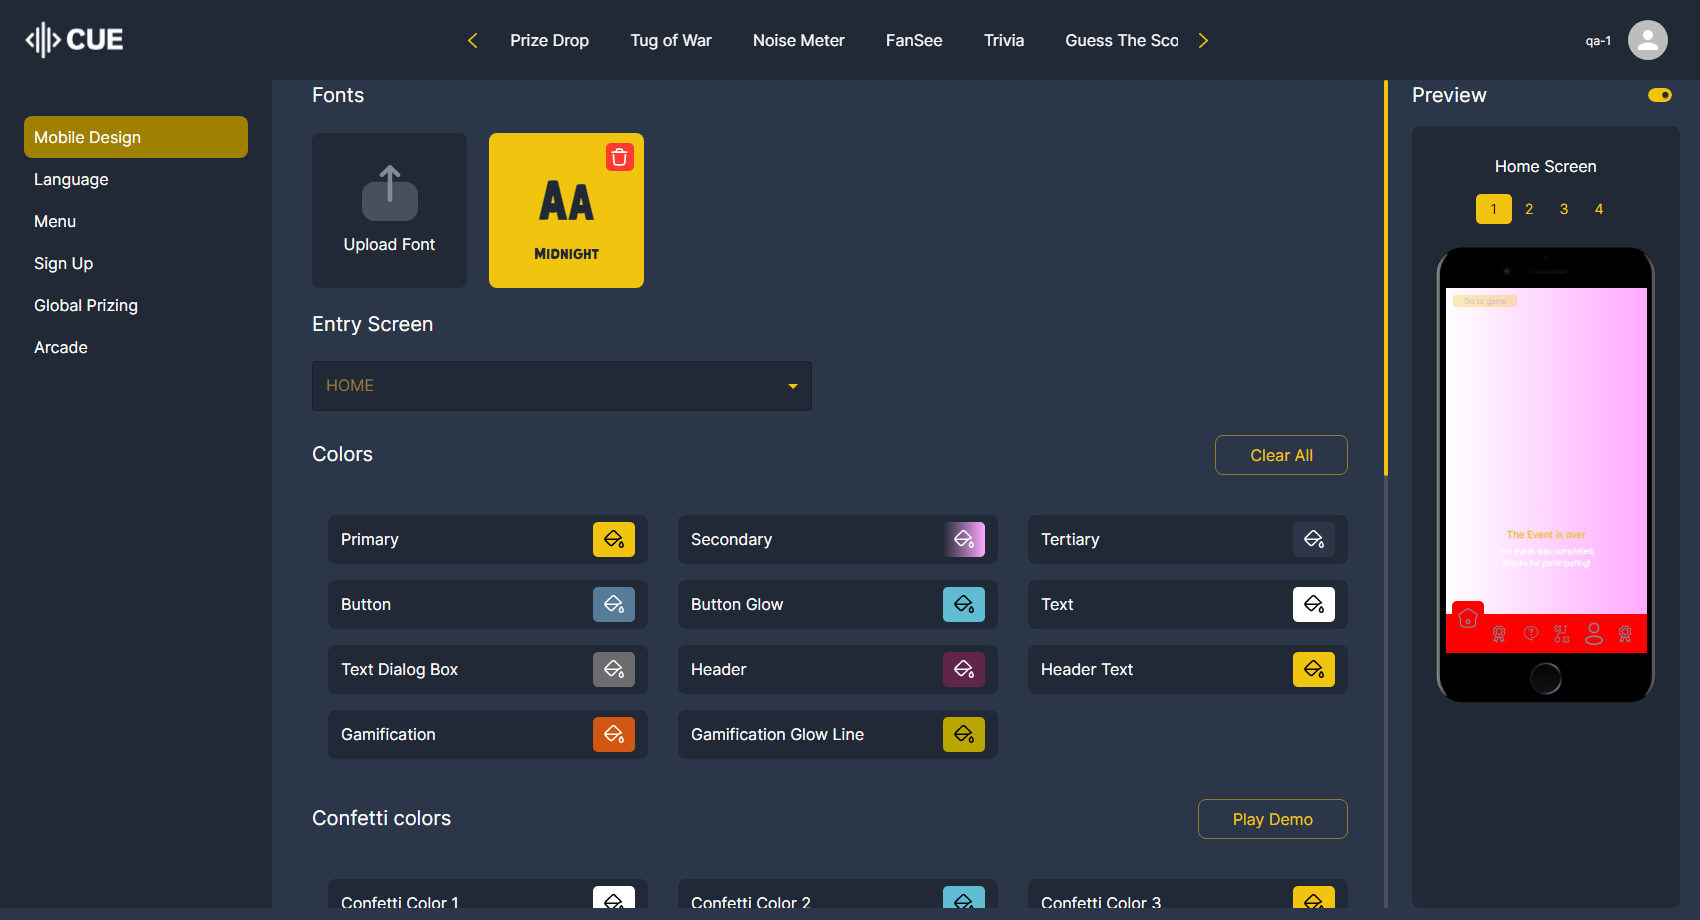 CUE
Prize Drop
Tug of War
Noise Meter
FanSee
Trivia
Guess The Sco
qa-1
Mobile Design
Language
Menu
Sign Up
Global Prizing
Arcade
Fonts
Upload Font
AA
MIDNIGHT
Entry Screen
HOME
Colors
Clear All
Primary
Secondary
Tertiary
Button
Button Glow
Text
Text Dialog Box
Header
Header Text
Gamification
Gamification Glow Line
Confetti colors
Play Demo
Confetti Color 1
Confetti Color 2
Confetti Color 3
Preview
Home Screen
1 2 3 4
Go to game
The Event is over
The event was completed,
thanks for participating!